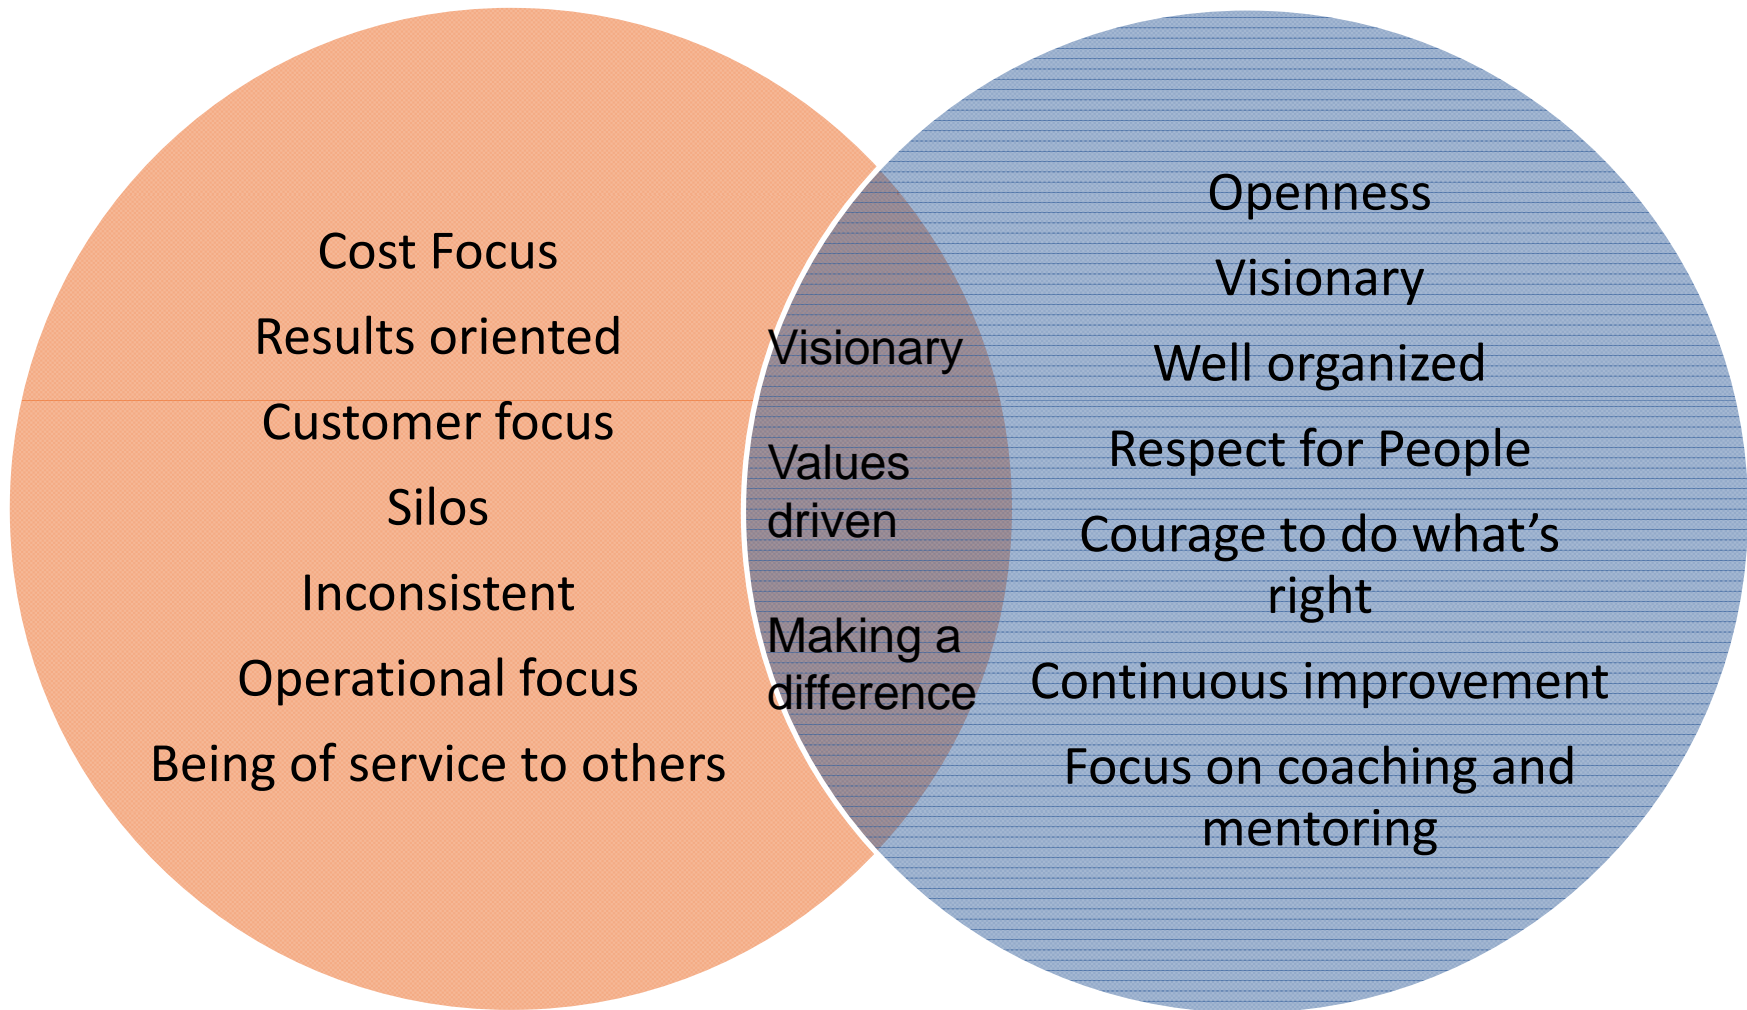 Cost Focus
Results oriented
Customer focus
Silos
Inconsistent
Operational focus
Being of service to others
Visionary
Values
driven
Making a
difference
Openness
Visionary
Well organized
Respect for People
Courage to do what’s
right
Continuous improvement
Focus on coaching and
mentoring